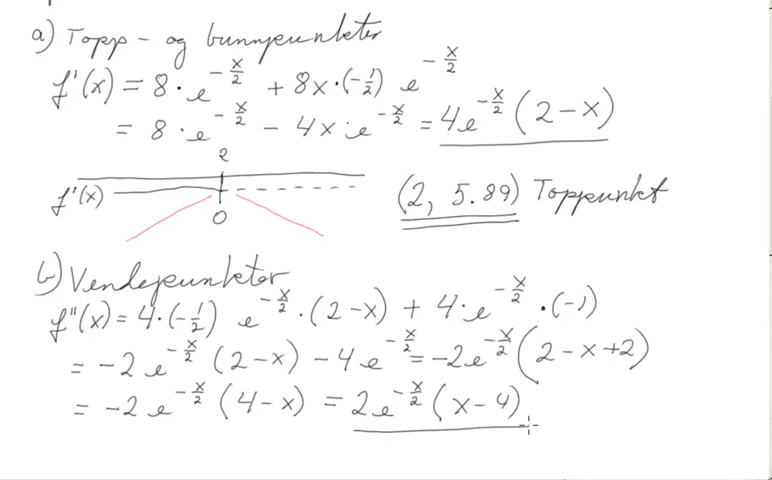 a) Topp- og bunnpunkter
f'(x) = 8 · e^{-x/2} + 8x · (-1/2) e^{-x/2}
= 8 · e^{-x/2} - 4x · e^{-x/2} = 4e^{-x/2} (2-x)
2
f'(x) 0 (2, 5.89) Toppunkt
b) Vendepunkter
f''(x) = 4 · (-1/2) e^{-x/2} · (2-x) + 4 · e^{-x/2} · (-1)
= -2 e^{-x/2} (2-x) - 4e^{-x/2} = -2e^{-x/2} (2-x+2)
= -2 e^{-x/2} (4-x) = 2e^{-x/2} (x-4)